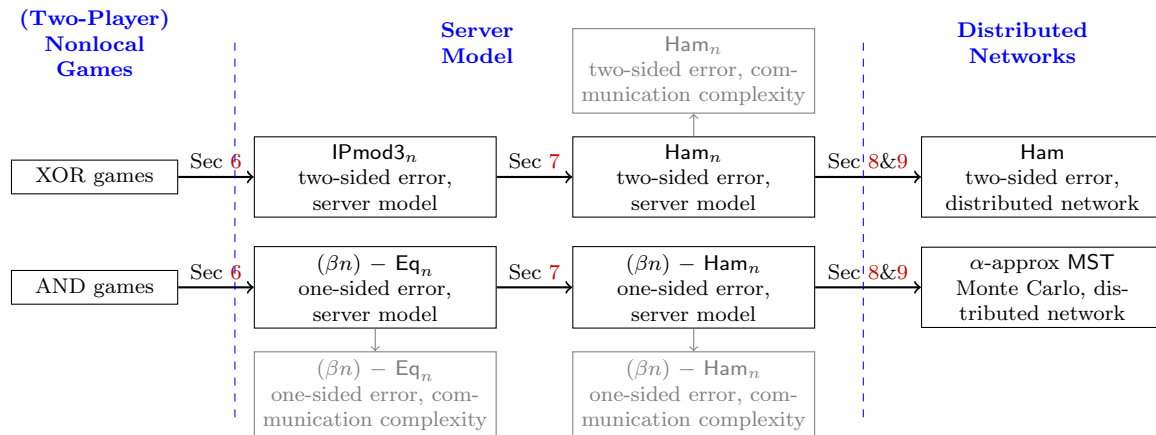 (Two-Player)
Nonlocal
Games
Server
Model
Distributed
Networks
Ham_n
two-sided error, com-
munication complexity
XOR games
Sec 6
IPmod3_n
two-sided error,
server model
Sec 7
Ham_n
two-sided error,
server model
Sec 8&9
Ham
two-sided error,
distributed network
AND games
Sec 6
(βn) − Eq_n
one-sided error,
server model
Sec 7
(βn) − Ham_n
one-sided error,
server model
Sec 8&9
α-approx MST
Monte Carlo, dis-
tributed network
(βn) − Eq_n
one-sided error, com-
munication complexity
(βn) − Ham_n
one-sided error, com-
munication complexity